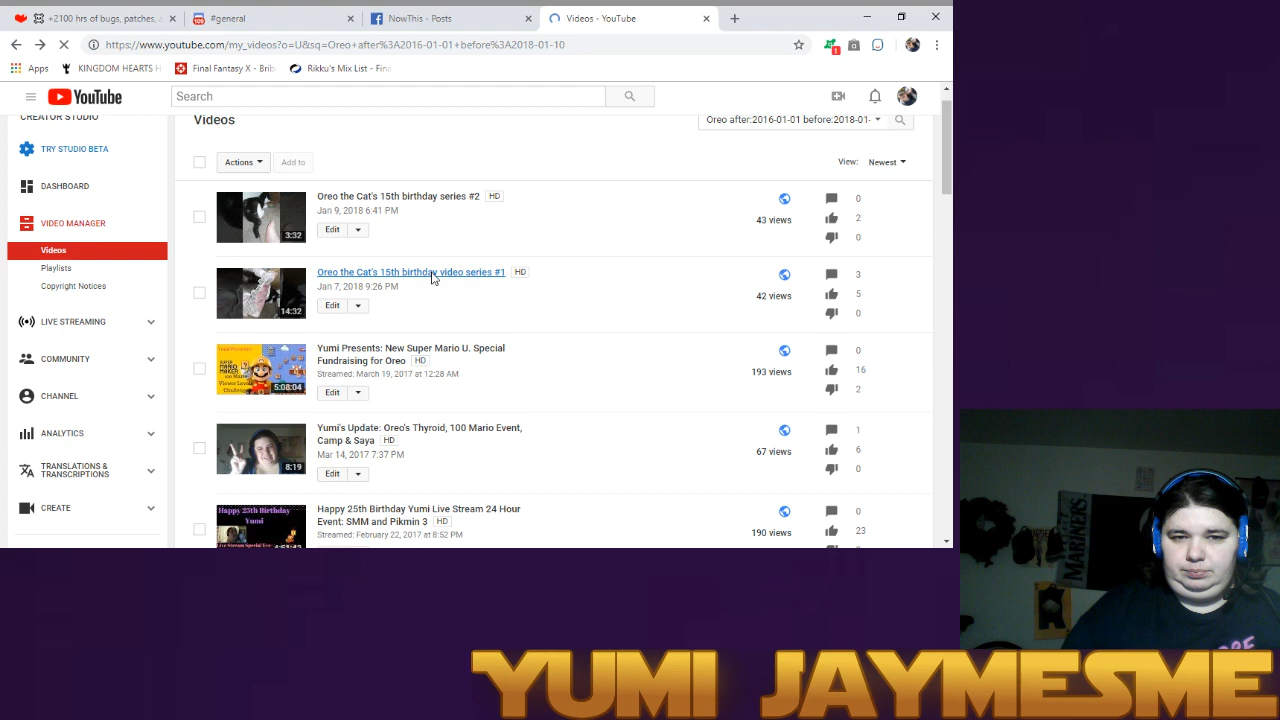 +2100 hrs of bugs, patches, a
#general
NowThis - Posts
Videos - YouTube
https://www.youtube.com/my_videos?o=U&sq=Oreo+after%3A2016-01-01+before%3A2018-01-10
Apps
KINGDOM HEARTS H
Final Fantasy X - Brib
Rikku's Mix List - Fina
YouTube
Search
CREATOR STUDIO
Videos
Oreo after:2016-01-01 before:2018-01-
TRY STUDIO BETA
Actions
Add to
View:
Newest
DASHBOARD
VIDEO MANAGER
Videos
Playlists
Copyright Notices
LIVE STREAMING
COMMUNITY
CHANNEL
ANALYTICS
TRANSLATIONS &
TRANSCRIPTIONS
CREATE
Oreo the Cat's 15th birthday series #2 HD
Jan 9, 2018 6:41 PM
Edit
3:32
43 views
0
2
0
Oreo the Cat's 15th birthday video series #1 HD
Jan 7, 2018 9:26 PM
Edit
14:32
42 views
3
5
0
Yumi Presents: New Super Mario U. Special
Fundraising for Oreo HD
Streamed: March 19, 2017 at 12:28 AM
Edit
5:08:04
193 views
0
16
2
Yumi's Update: Oreo's Thyroid, 100 Mario Event,
Camp & Saya HD
Mar 14, 2017 7:37 PM
Edit
8:19
67 views
1
6
0
Happy 25th Birthday Yumi Live Stream 24 Hour
Event: SMM and Pikmin 3 HD
Streamed: February 22, 2017 at 8:52 PM
Happy 25th Birthday
Yumi
190 views
0
23
MARINERS
YUMI JAYMESME